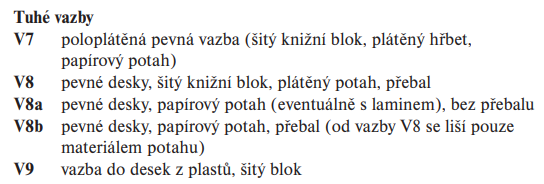 Tuhé vazby
V7 poloplátěná pevná vazba (šitý knižní blok, plátěný hřbet,
papírový potah)
V8 pevné desky, šitý knižní blok, plátěný potah, přebal
V8a pevné desky, papírový potah (eventuálně s laminem), bez přebalu
V8b pevné desky, papírový potah, přebal (od vazby V8 se liší pouze
materiálem potahu)
V9 vazba do desek z plastů, šitý blok